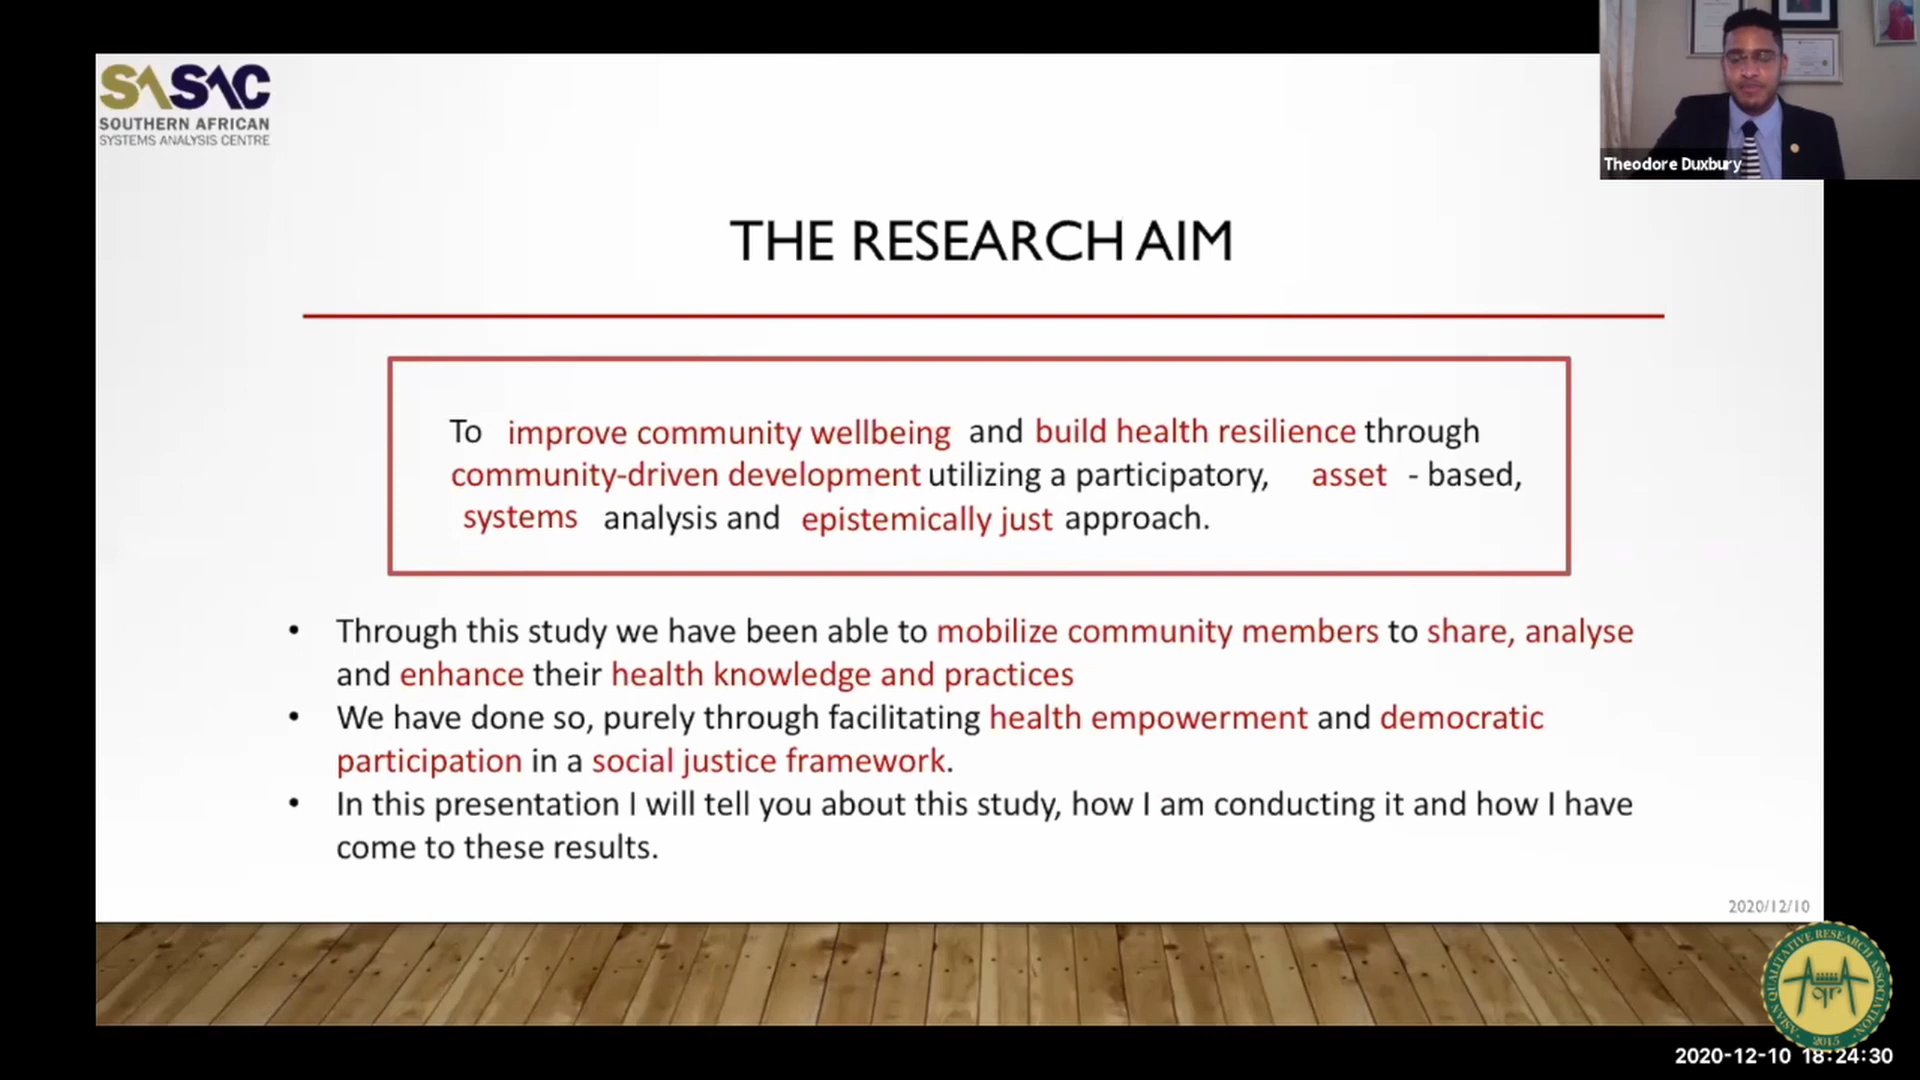 SASAC
SOUTHERN AFRICAN
SYSTEMS ANALYSIS CENTRE
Theodore Duxbury
THE RESEARCH AIM
To improve community wellbeing and build health resilience through
community-driven development utilizing a participatory, asset - based,
systems analysis and epistemically just approach.
• Through this study we have been able to mobilize community members to share, analyse
and enhance their health knowledge and practices
• We have done so, purely through facilitating health empowerment and democratic
participation in a social justice framework.
• In this presentation I will tell you about this study, how I am conducting it and how I have
come to these results.
2020/12/10
ASIAN QUALITATIVE RESEARCH ASSOCIATION
2015
2020-12-10 18:24:30